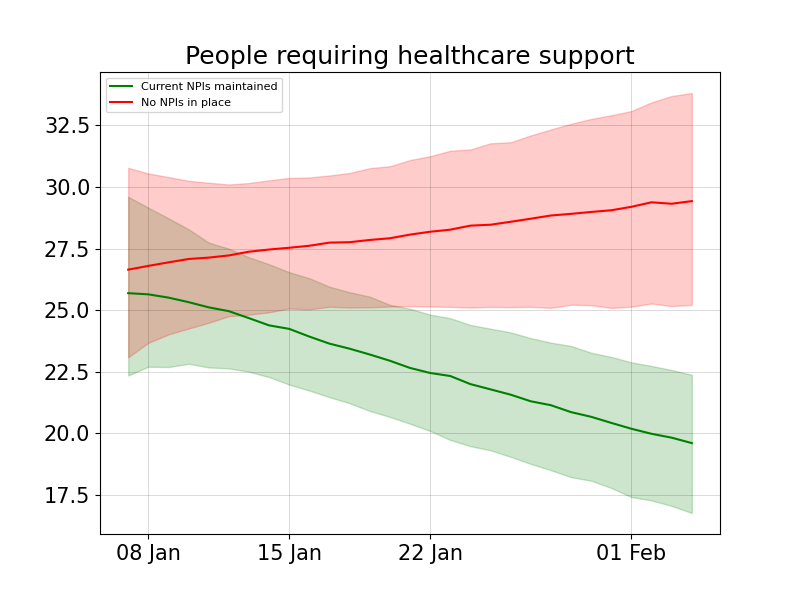 People requiring healthcare support
Current NPIs maintained
No NPIs in place
32.5
30.0
27.5
25.0
22.5
20.0
17.5
08 Jan
15 Jan
22 Jan
01 Feb